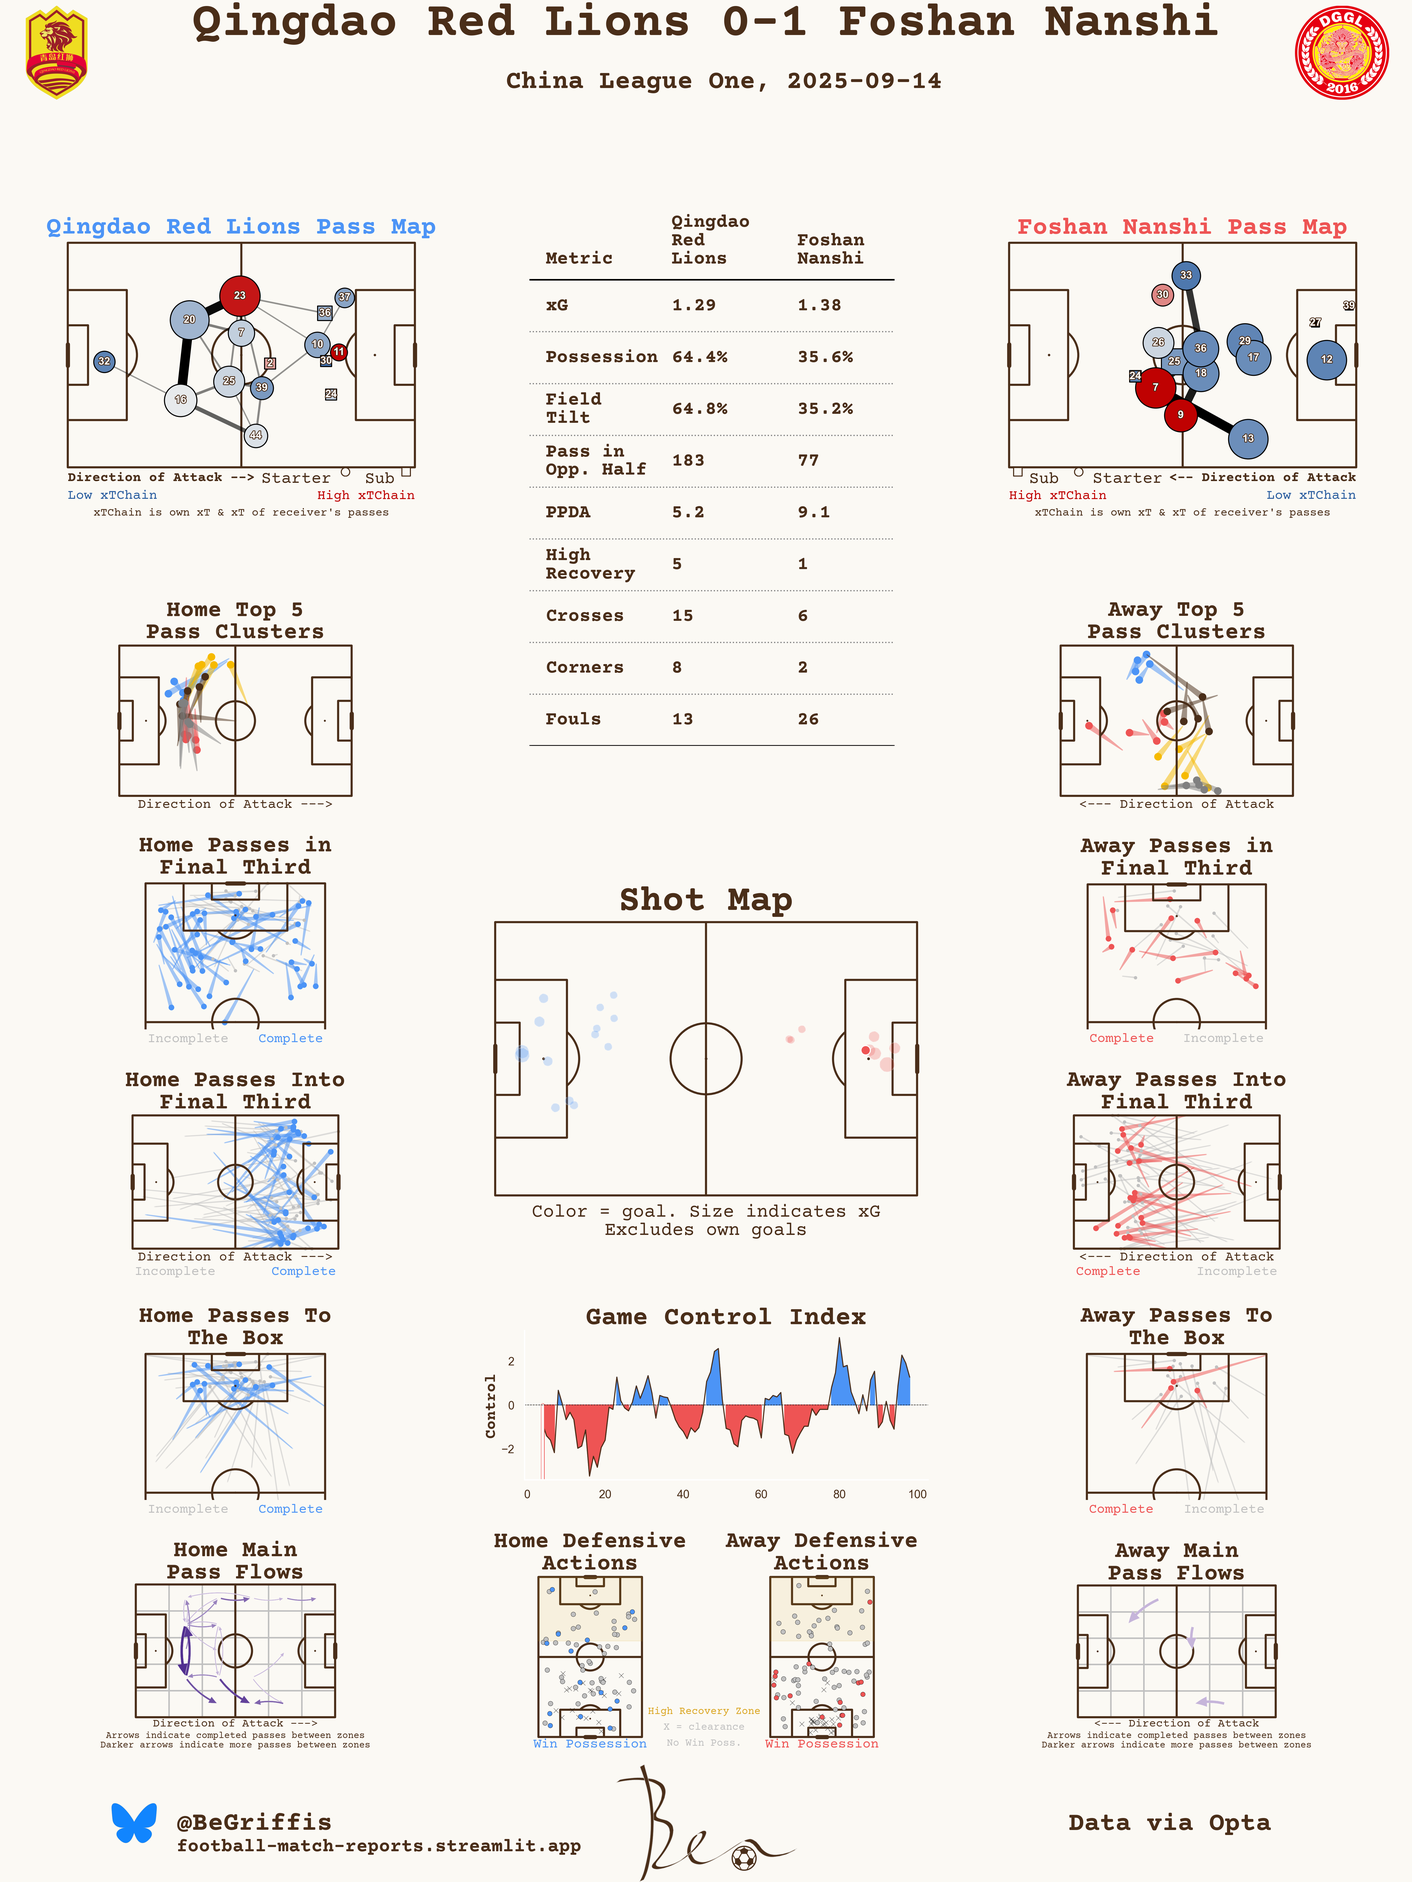 Qingdao Red Lions 0-1 Foshan Nanshi
China League One, 2025-09-14
DGGL
2016
Qingdao Red Lions Pass Map
23
37
36
20
7
10
11
30
2
32
25
39
24
16
44
Direction of Attack --> Starter Sub
Low xTChain High xTChain
xTChain is own xT & xT of receiver's passes
Metric Qingdao Red Lions Foshan Nanshi
xG 1.29 1.38
Possession 64.4% 35.6%
Field Tilt 64.8% 35.2%
Pass in Opp. Half 183 77
PPDA 5.2 9.1
High Recovery 5 1
Crosses 15 6
Corners 8 2
Fouls 13 26
Foshan Nanshi Pass Map
33
30
39
27
26
36
29
25
17
12
24
18
7
9
13
Sub Starter <-- Direction of Attack
High xTChain Low xTChain
xTChain is own xT & xT of receiver's passes
Home Top 5
Pass Clusters
Direction of Attack --->
Away Top 5
Pass Clusters
<--- Direction of Attack
Home Passes in
Final Third
Incomplete Complete
Away Passes in
Final Third
Complete Incomplete
Shot Map
Color = goal. Size indicates xG
Excludes own goals
Home Passes Into
Final Third
Direction of Attack --->
Incomplete Complete
Away Passes Into
Final Third
<--- Direction of Attack
Complete Incomplete
Home Passes To
The Box
Incomplete Complete
Game Control Index
Control
2
0
−2
0 20 40 60 80 100
Away Passes To
The Box
Complete Incomplete
Home Main
Pass Flows
Direction of Attack --->
Arrows indicate completed passes between zones
Darker arrows indicate more passes between zones
Home Defensive
Actions
Win Possession
Away Defensive
Actions
Win Possession
High Recovery Zone
X = clearance
No Win Poss.
Away Main
Pass Flows
<--- Direction of Attack
Arrows indicate completed passes between zones
Darker arrows indicate more passes between zones
@BeGriffis
football-match-reports.streamlit.app
Ben
Data via Opta